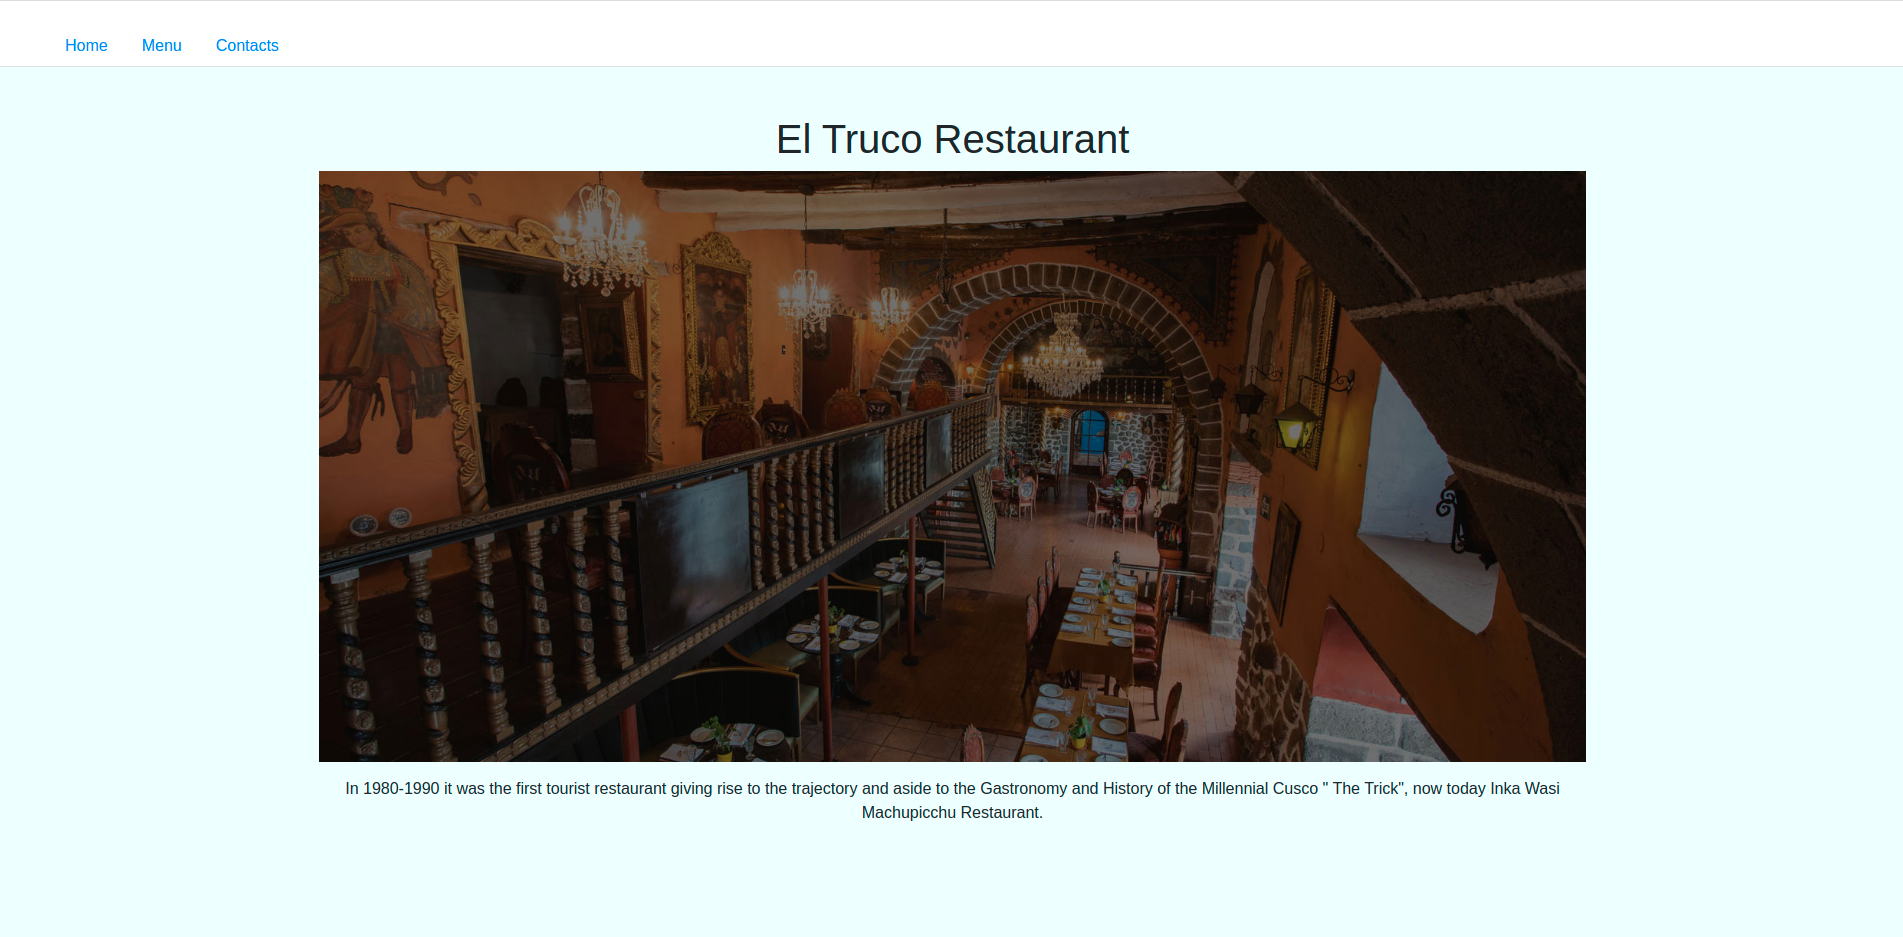 Home Menu Contacts
El Truco Restaurant
In 1980-1990 it was the first tourist restaurant giving rise to the trajectory and aside to the Gastronomy and History of the Millennial Cusco " The Trick", now today Inka Wasi
Machupicchu Restaurant.